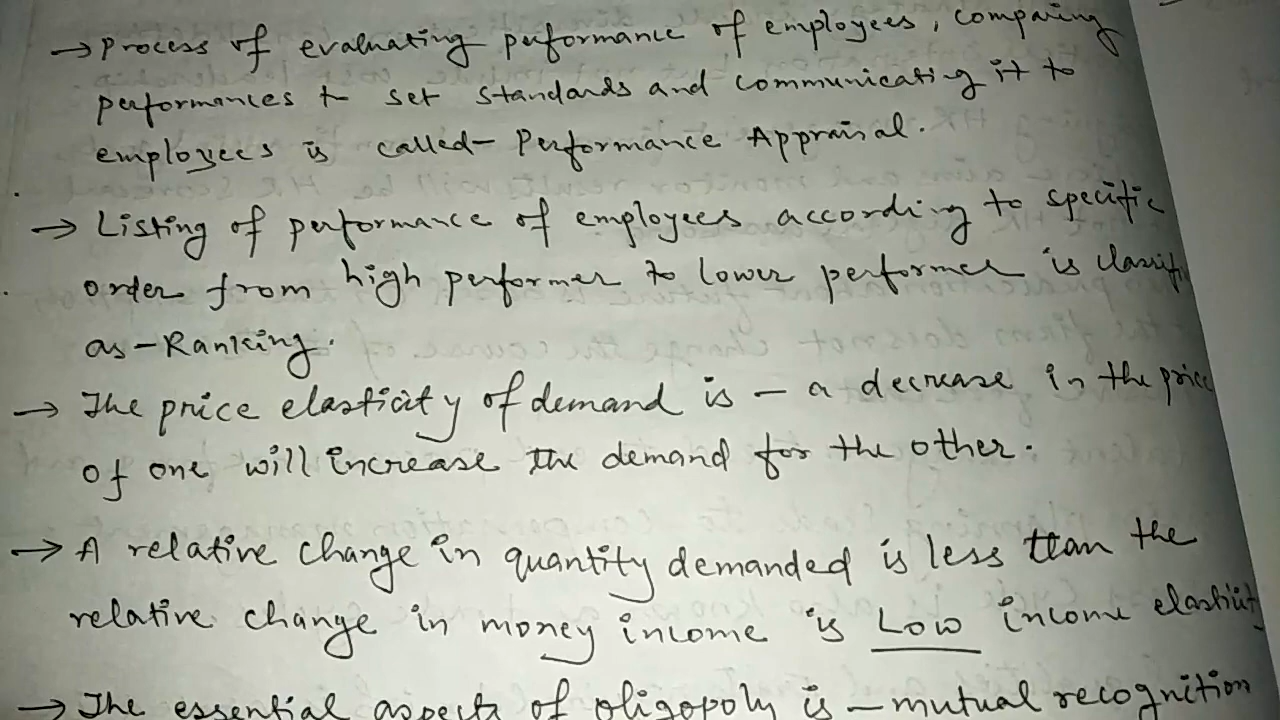 → Process of evaluating performance of employees, comparing
performances to set standards and communicating it to
employees is called- Performance Appraisal.
→ Listing of performance of employees according to specific
order from high performer to lower performer is
as - Ranking.
→ The price elasticity of demand is - a decrease in the price
of one will increase the demand for the other.
→ A relative change in quantity demanded is less than the
relative change in money income is Low income elasticity
→ The essential aspects of oligopoly is - mutual recognition